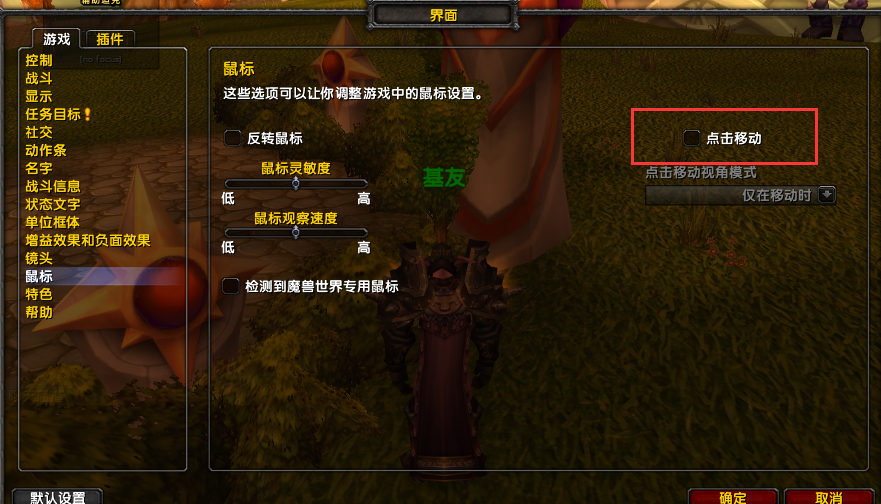 辅助追踪
界面
游戏 插件
[no focus]
控制
战斗
显示
任务目标!
社交
动作条
名字
战斗信息
状态文字
单位框体
增益效果和负面效果
镜头
鼠标
特色
帮助
鼠标
这些选项可以让你调整游戏中的鼠标设置。
反转鼠标
鼠标灵敏度
低 高
鼠标观察速度
低 高
检测到魔兽世界专用鼠标
点击移动
点击移动视角模式
仅在移动时
基友
默认设置 确定 取消